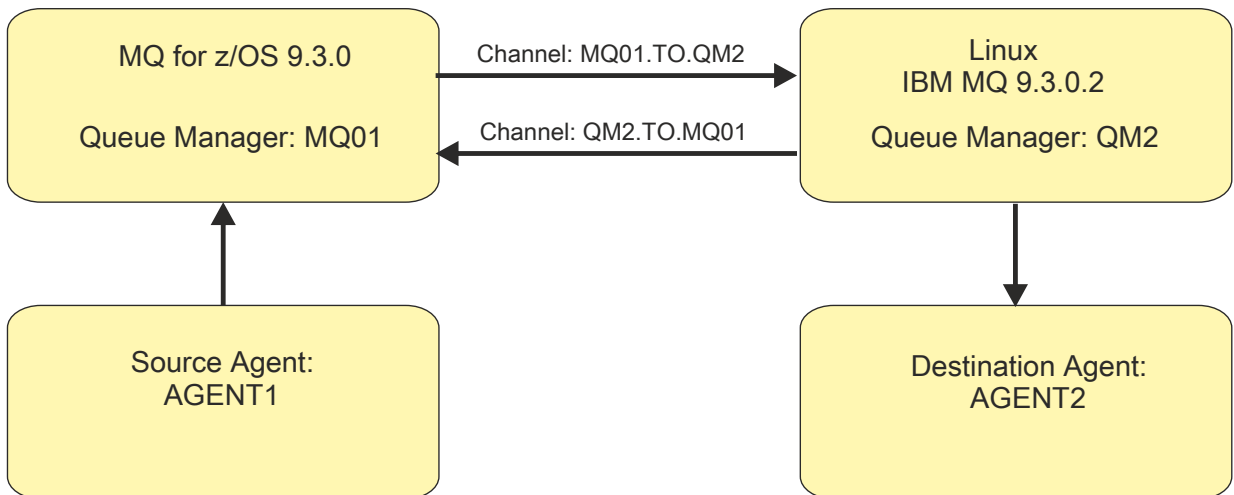 MQ for z/OS 9.3.0
Queue Manager: MQ01
Channel: MQ01.TO.QM2
Channel: QM2.TO.MQ01
Linux
IBM MQ 9.3.0.2
Queue Manager: QM2
Source Agent:
AGENT1
Destination Agent:
AGENT2